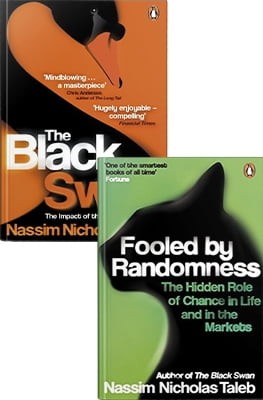 'Mindblowing ...
a masterpiece'
Chris Anderson,
author of The Long Tail
'Hugely enjoyable –
compelling'
Financial Times
The
Black
Sw
The Impact of th
Nassim Nicho
'One of the smartest
books of all time'
Fortune
Fooled by
Randomness
The Hidden Role
of Chance in Life
and in the
Markets
Author of The Black Swan
Nassim Nicholas Taleb